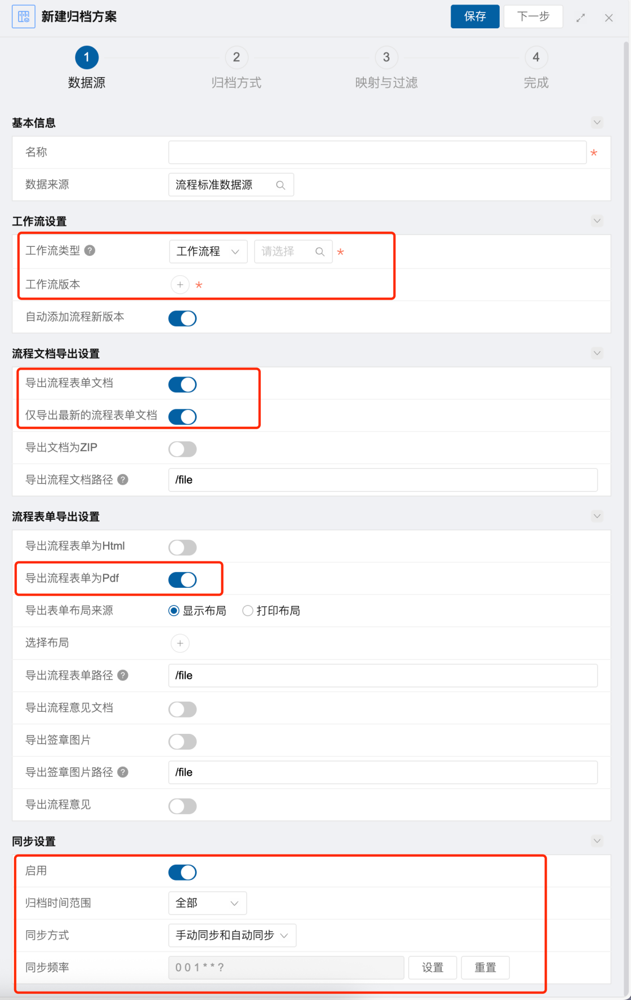 新建归档方案
保存 下一步
1 2 3 4
数据源 归档方式 映射与过滤 完成
基本信息
名称 *
数据来源 流程标准数据源
工作流设置
工作流类型 ? 工作流程 请选择 *
工作流版本 + *
自动添加流程新版本
流程文档导出设置
导出流程表单文档
仅导出最新的流程表单文档
导出文档为ZIP
导出流程文档路径 ? /file
流程表单导出设置
导出流程表单为Html
导出流程表单为Pdf
导出表单布局来源 显示布局 打印布局
选择布局 +
导出流程表单路径 ? /file
导出流程意见文档
导出签章图片
导出签章图片路径 ? /file
导出流程意见
同步设置
启用
归档时间范围 全部
同步方式 手动同步和自动同步
同步频率 0 0 1 * * ? 设置 重置